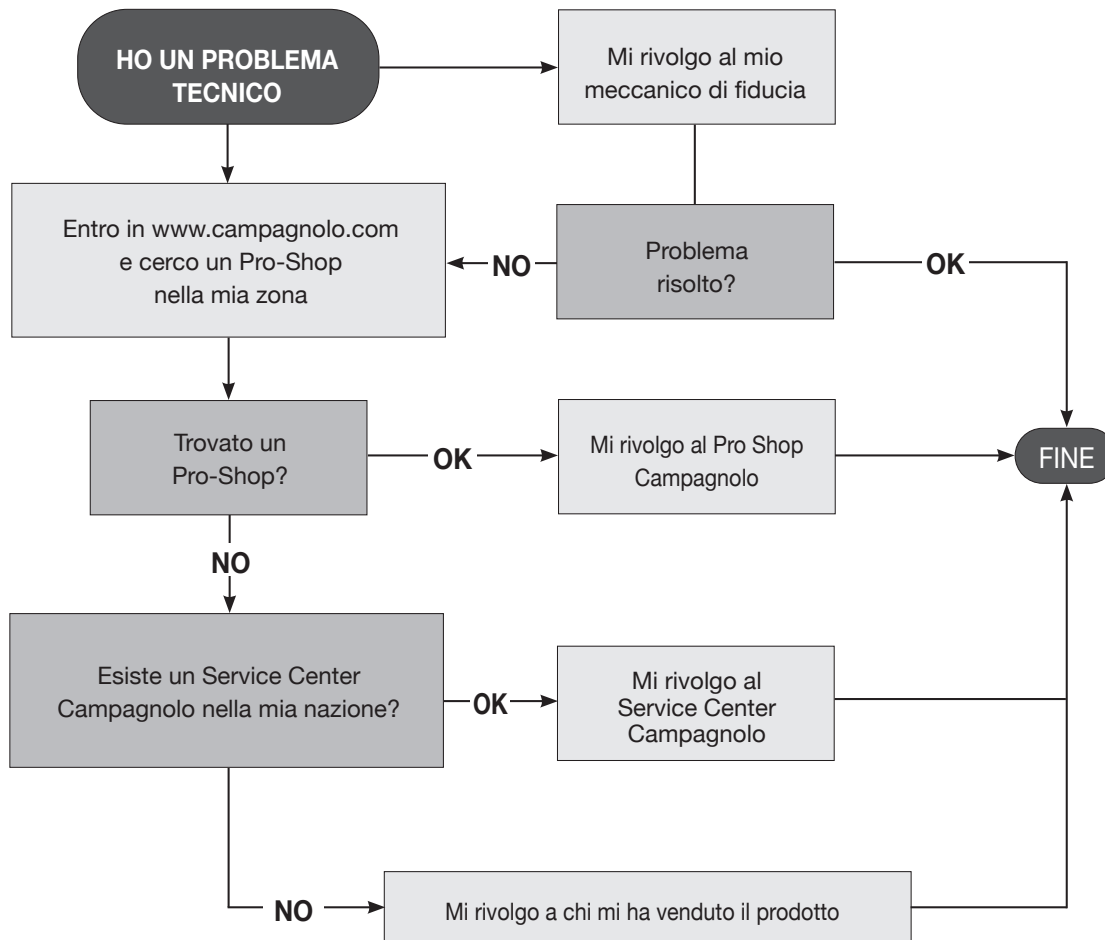 HO UN PROBLEMA
TECNICO
Mi rivolgo al mio
meccanico di fiducia
Entro in www.campagnolo.com
e cerco un Pro-Shop
nella mia zona
NO
Problema
risolto?
OK
Trovato un
Pro-Shop?
OK
Mi rivolgo al Pro Shop
Campagnolo
FINE
NO
Esiste un Service Center
Campagnolo nella mia nazione?
OK
Mi rivolgo al
Service Center
Campagnolo
NO
Mi rivolgo a chi mi ha venduto il prodotto